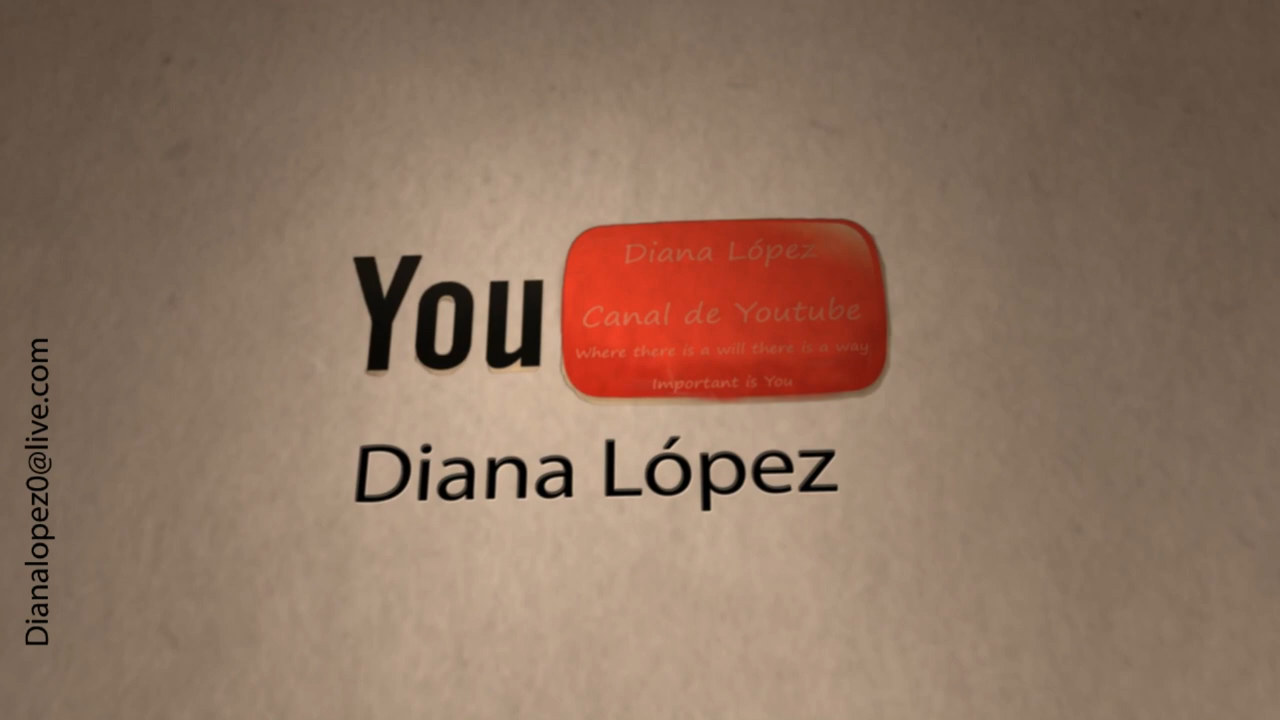 You
Diana López
Canal de Youtube
Where there is a will there is a way
Important is You
Diana López
Dianalopez0@live.com